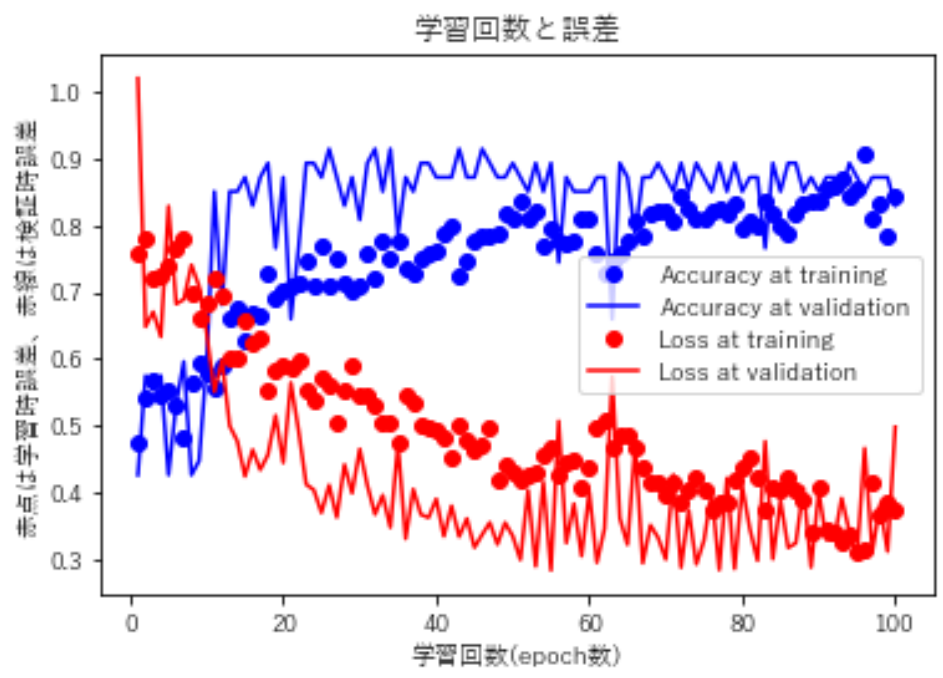 学習回数と誤差
赤点は学習時誤差、 赤線は検証時誤差
1.0
0.9
0.8
0.7
0.6
0.5
0.4
0.3
Accuracy at training
Accuracy at validation
Loss at training
Loss at validation
0 20 40 60 80 100
学習回数(epoch数)